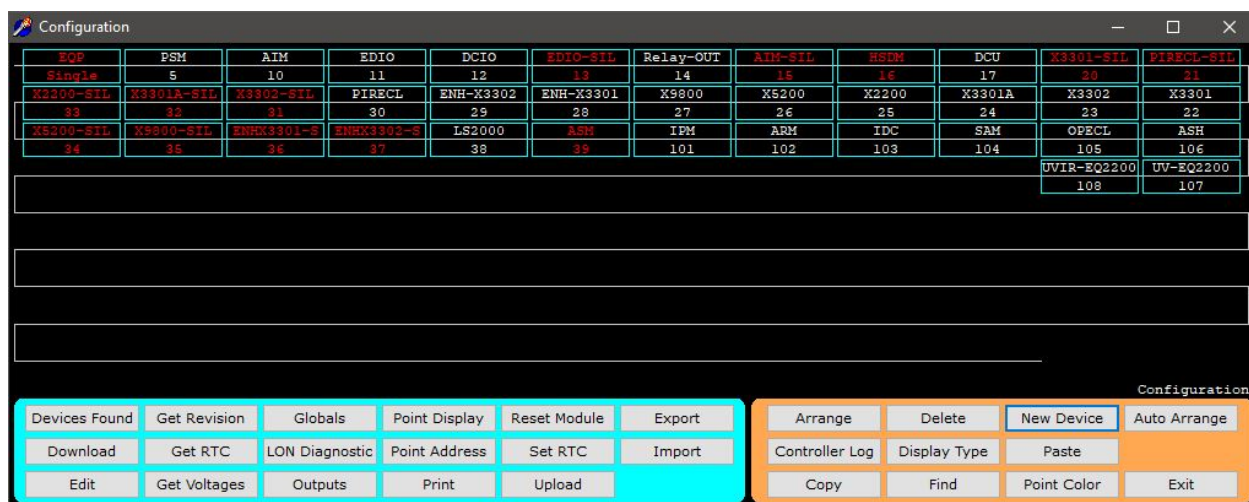 Configuration
EQP PSM AIM EDIO DCIO EDIO-SIL Relay-OUT AIM-SIL HSDM DCU X3301-SIL PIRECL-SIL
Single 5 10 11 12 13 14 15 16 17 20 21
X2200-SIL X3301A-SIL X3302-SIL PIRECL ENH-X3302 ENH-X3301 X9800 X5200 X2200 X3301A X3302 X3301
33 32 31 30 29 28 27 26 25 24 23 22
X5200-SIL X9800-SIL ENHX3301-S ENHX3302-S LS2000 ASM IPM ARM IDC SAM OPECL ASH
34 35 36 37 38 39 101 102 103 104 105 106
UVIR-EQ2200 UV-EQ2200
108 107
Configuration
Devices Found Get Revision Globals Point Display Reset Module Export Arrange Delete New Device Auto Arrange
Download Get RTC LON Diagnostic Point Address Set RTC Import Controller Log Display Type Paste
Edit Get Voltages Outputs Print Upload Copy Find Point Color Exit